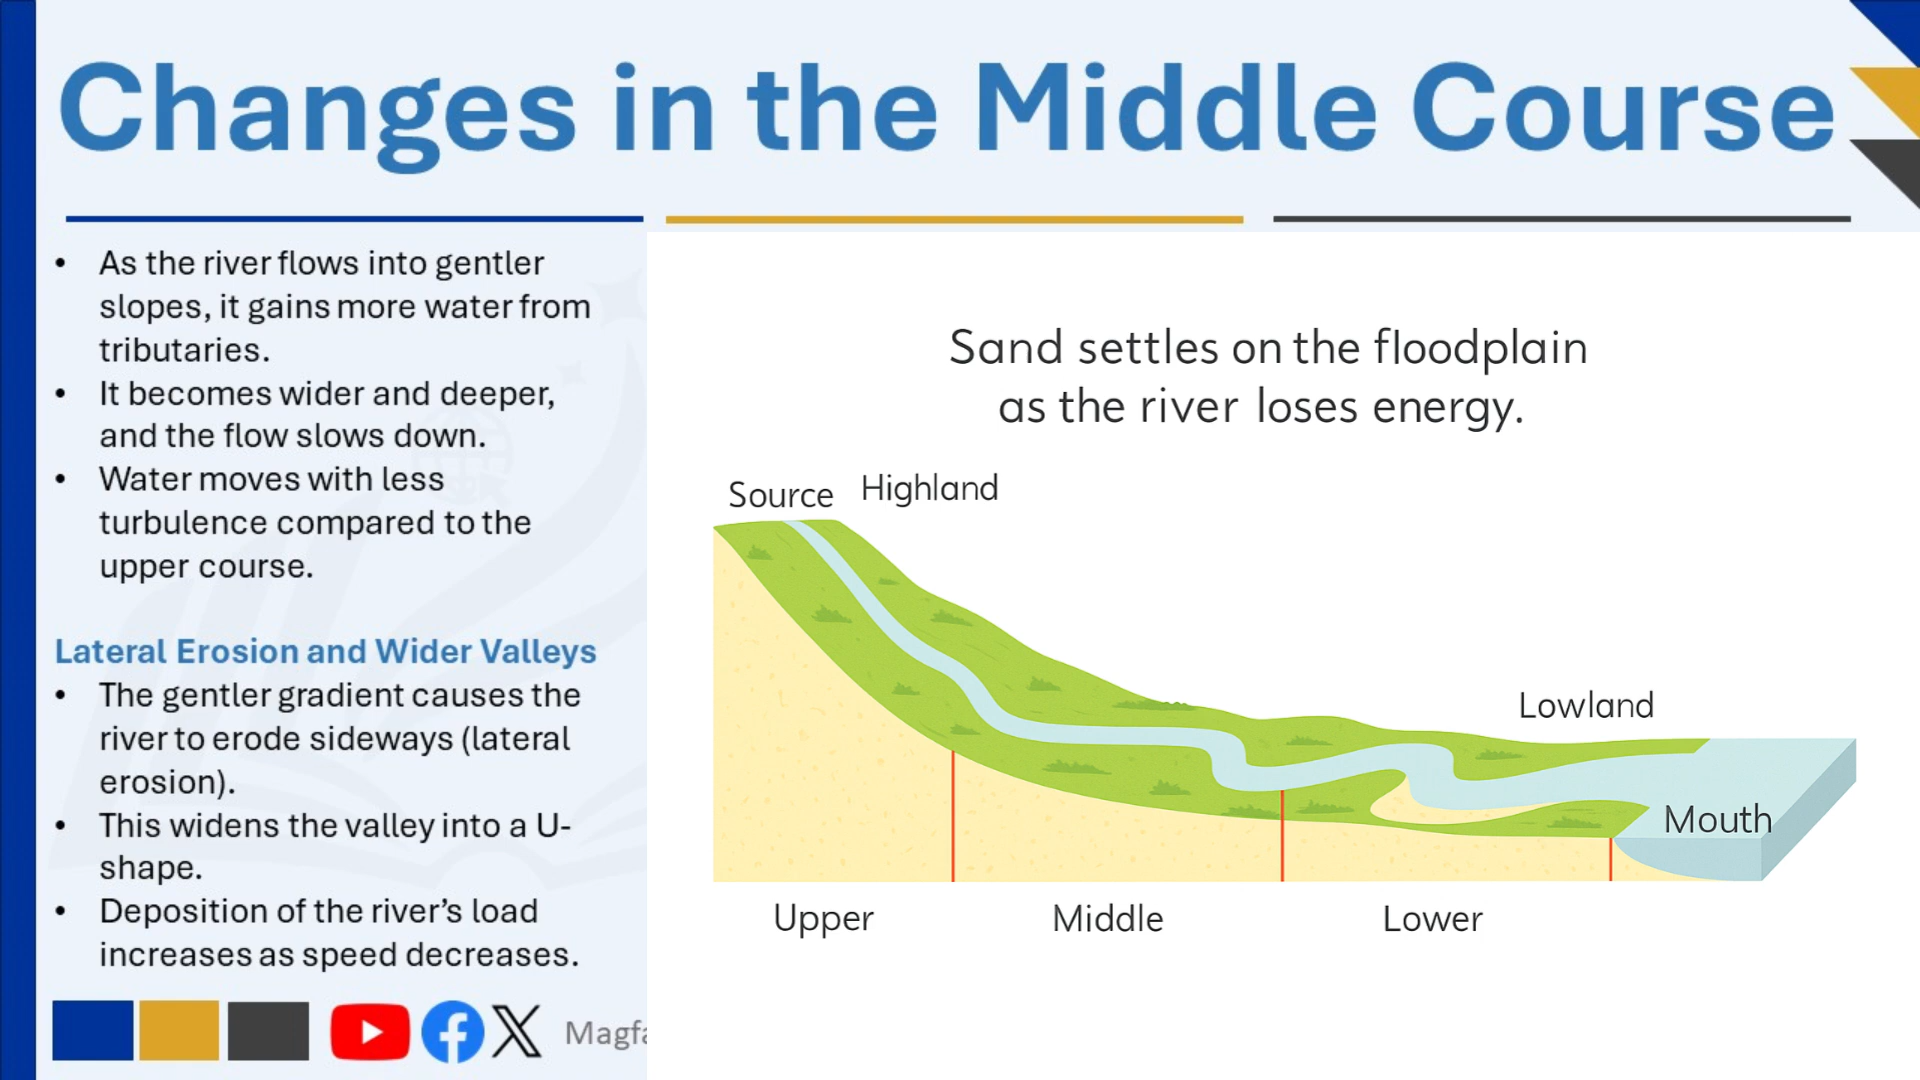 Changes in the Middle Course
• As the river flows into gentler
slopes, it gains more water from
tributaries.
• It becomes wider and deeper,
and the flow slows down.
• Water moves with less
turbulence compared to the
upper course.
Lateral Erosion and Wider Valleys
• The gentler gradient causes the
river to erode sideways (lateral
erosion).
• This widens the valley into a U-
shape.
• Deposition of the river’s load
increases as speed decreases.
Sand settles on the floodplain
as the river loses energy.
Source
Highland
Lowland
Mouth
Upper
Middle
Lower